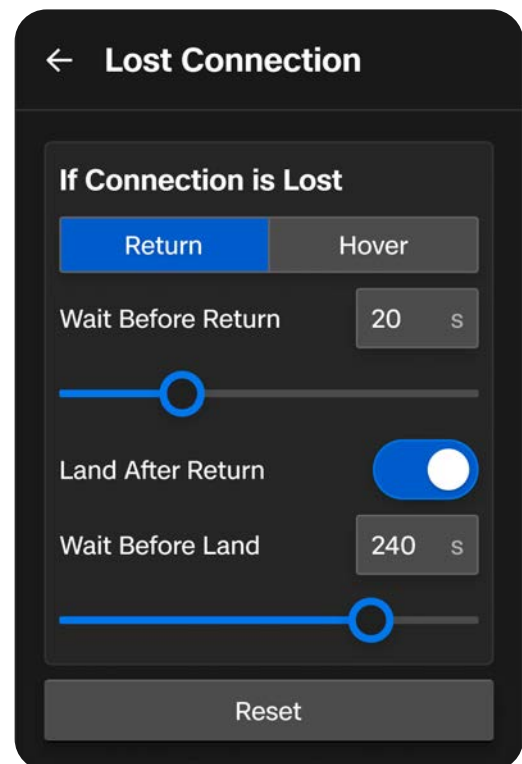 Lost Connection
If Connection is Lost
Return Hover
Wait Before Return 20 s
Land After Return
Wait Before Land 240 s
Reset